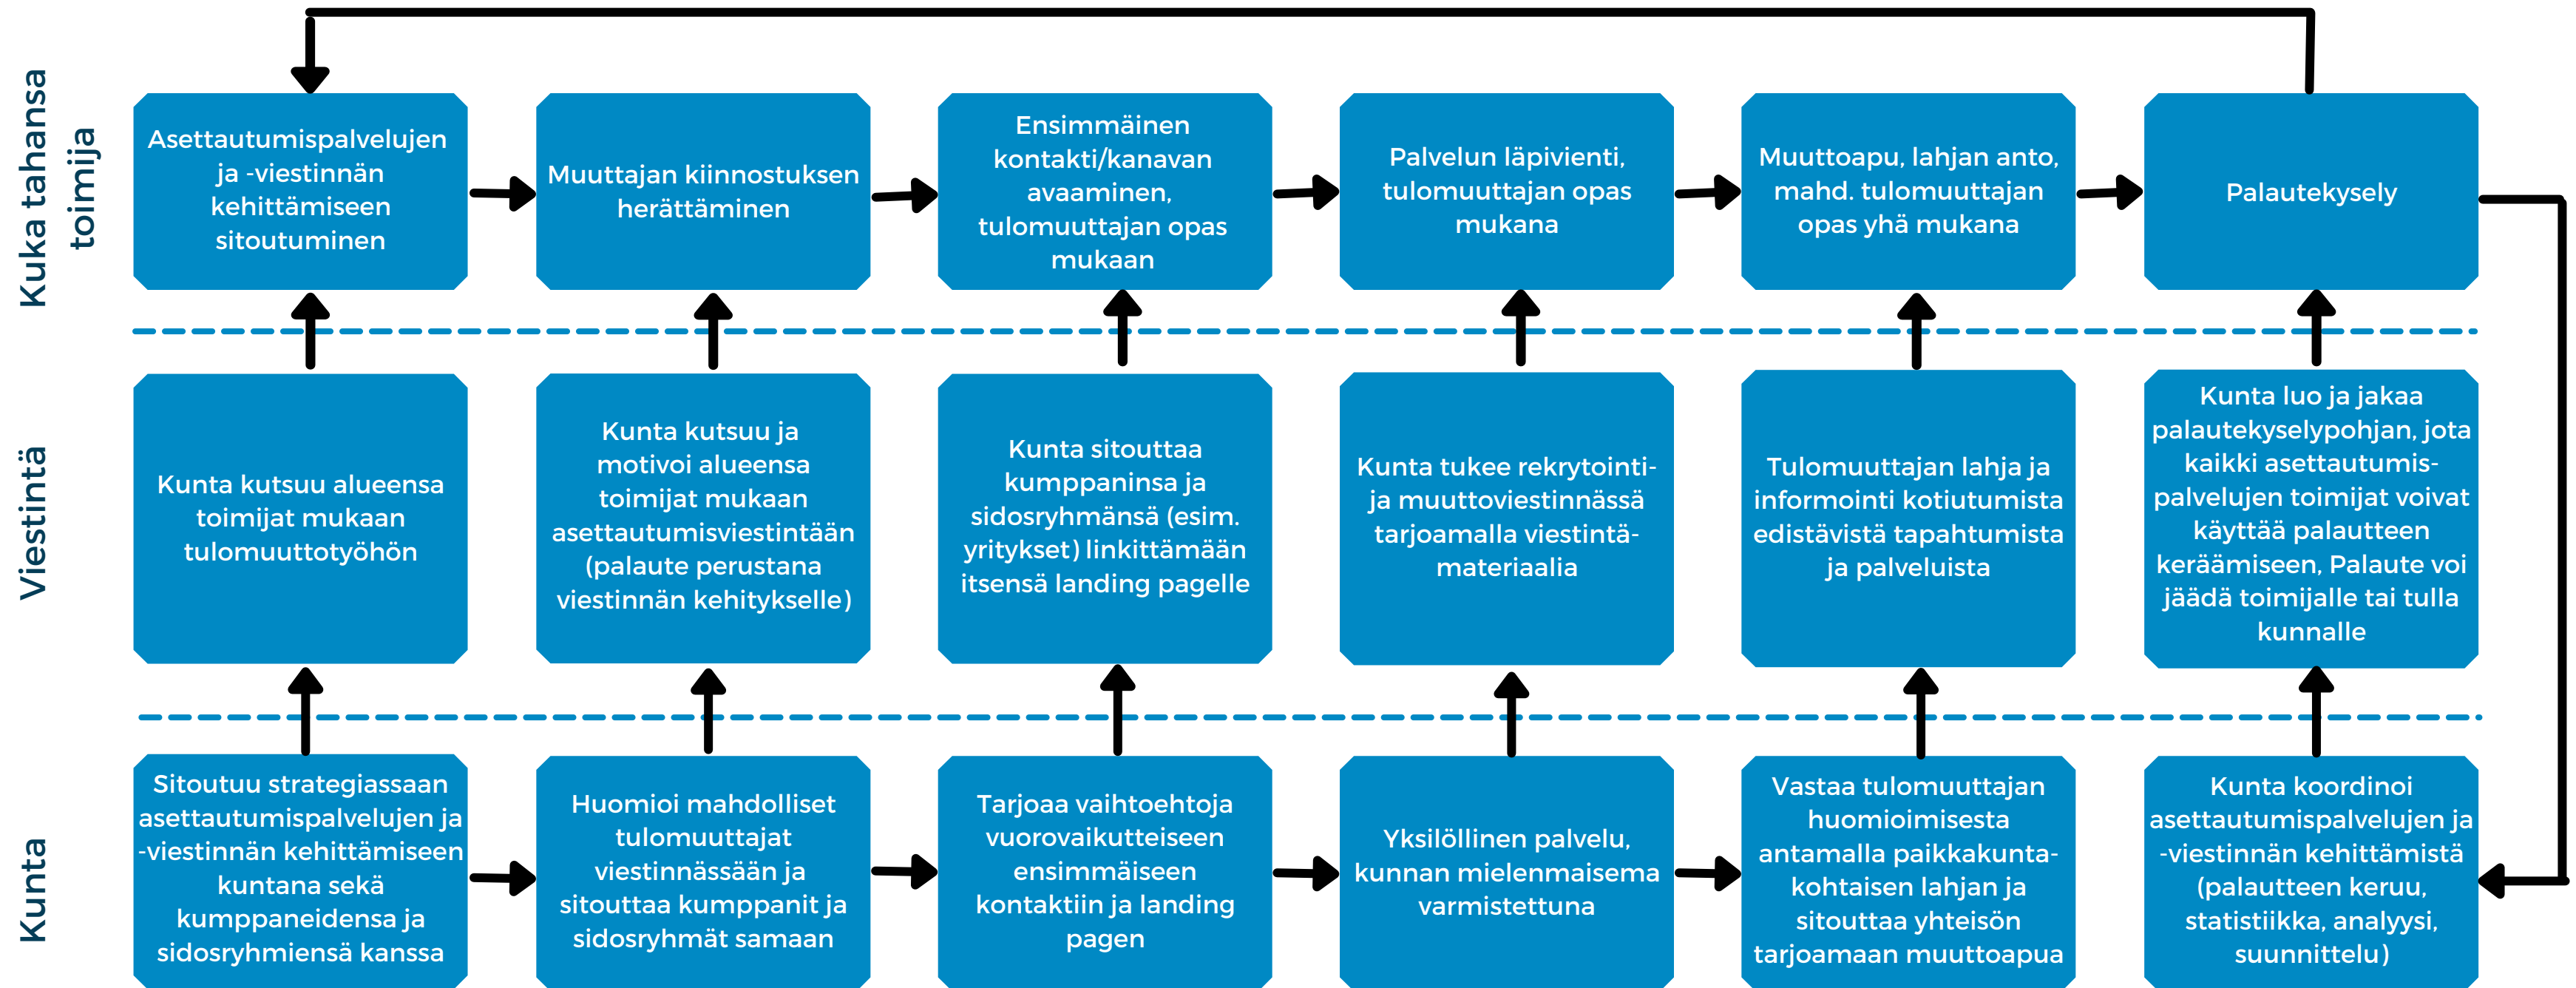 Kuka tahansa
toimija
Asettautumispalvelujen
ja -viestinnän
kehittämiseen
sitoutuminen
Muuttajan kiinnostuksen
herättäminen
Ensimmäinen
kontakti/kanavan
avaaminen,
tulomuuttajan opas
mukaan
Palvelun läpivienti,
tulomuuttajan opas
mukana
Muuttoapu, lahjan anto,
mahd. tulomuuttajan
opas yhä mukana
Palautekysely
Viestintä
Kunta kutsuu alueensa
toimijat mukaan
tulomuuttotyöhön
Kunta kutsuu ja
motivoi alueensa
toimijat mukaan
asettautumisviestintään
(palaute perustana
viestinnän kehitykselle)
Kunta sitouttaa
kumppaninsa ja
sidosryhmänsä (esim.
yritykset) linkittämään
itsensä landing pagelle
Kunta tukee rekrytointi-
ja muuttoviestinnässä
tarjoamalla viestintä-
materiaalia
Tulomuuttajan lahja ja
informointi kotiutumista
edistävistä tapahtumista
ja palveluista
Kunta luo ja jakaa
palautekyselypohjan, jota
kaikki asettautumis-
palvelujen toimijat voivat
käyttää palautteen
keräämiseen, Palaute voi
jäädä toimijalle tai tulla
kunnalle
Kunta
Sitoutuu strategiassaan
asettautumispalvelujen ja
-viestinnän kehittämiseen
kuntana sekä
kumppaneidensa ja
sidosryhmiensä kanssa
Huomioi mahdolliset
tulomuuttajat
viestinnässään ja
sitouttaa kumppanit ja
sidosryhmät samaan
Tarjoaa vaihtoehtoja
vuorovaikutteiseen
ensimmäiseen
kontaktiin ja landing
pagen
Yksilöllinen palvelu,
kunnan mielenmaisema
varmistettuna
Vastaa tulomuuttajan
huomioimisesta
antamalla paikkakunta-
kohtaisen lahjan ja
sitouttaa yhteisön
tarjoamaan muuttoapua
Kunta koordinoi
asettautumispalvelujen ja
-viestinnän kehittämistä
(palautteen keruu,
statistiikka, analyysi,
suunnittelu)